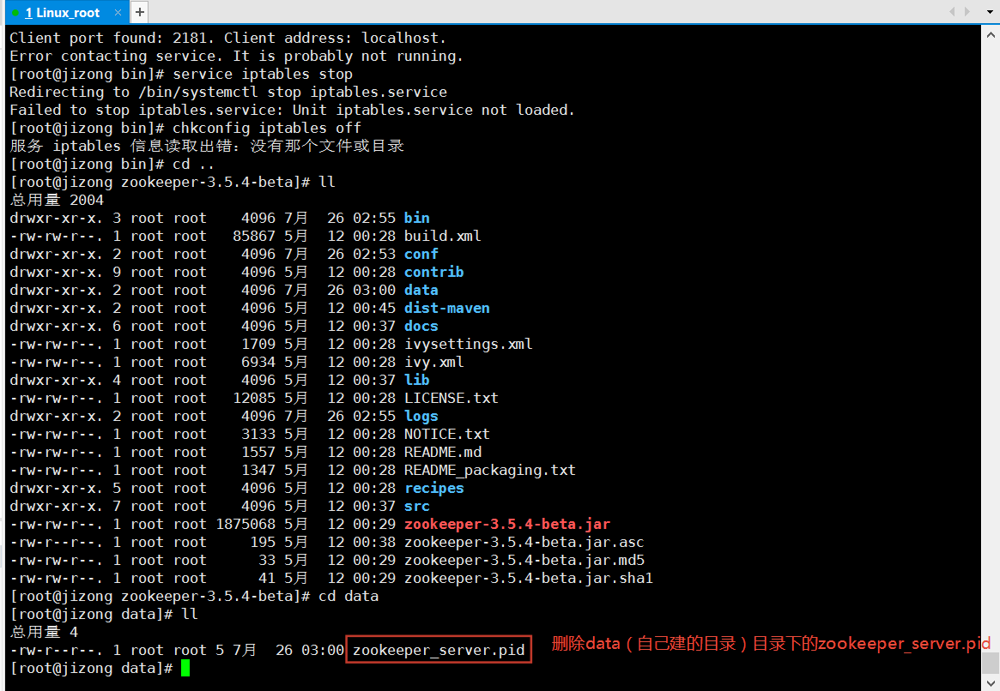 1 Linux_root × +
Client port found: 2181. Client address: localhost.
Error contacting service. It is probably not running.
[root@jizong bin]# service iptables stop
Redirecting to /bin/systemctl stop iptables.service
Failed to stop iptables.service: Unit iptables.service not loaded.
[root@jizong bin]# chkconfig iptables off
服务 iptables 信息读取出错：没有那个文件或目录
[root@jizong bin]# cd ..
[root@jizong zookeeper-3.5.4-beta]# ll
总用量 2004
drwxr-xr-x. 3 root root    4096 7月  26 02:55 bin
-rw-rw-r--. 1 root root   85867 5月  12 00:28 build.xml
drwxr-xr-x. 2 root root    4096 7月  26 02:53 conf
drwxr-xr-x. 9 root root    4096 5月  12 00:28 contrib
drwxr-xr-x. 2 root root    4096 7月  26 03:00 data
drwxr-xr-x. 2 root root    4096 5月  12 00:45 dist-maven
drwxr-xr-x. 6 root root    4096 5月  12 00:37 docs
-rw-rw-r--. 1 root root    1709 5月  12 00:28 ivysettings.xml
-rw-rw-r--. 1 root root    6934 5月  12 00:28 ivy.xml
drwxr-xr-x. 4 root root    4096 5月  12 00:37 lib
-rw-rw-r--. 1 root root   12085 5月  12 00:28 LICENSE.txt
drwxr-xr-x. 2 root root    4096 7月  26 02:55 logs
-rw-rw-r--. 1 root root    3133 5月  12 00:28 NOTICE.txt
-rw-rw-r--. 1 root root    1557 5月  12 00:28 README.md
-rw-rw-r--. 1 root root    1347 5月  12 00:28 README_packaging.txt
drwxr-xr-x. 5 root root    4096 5月  12 00:28 recipes
drwxr-xr-x. 7 root root    4096 5月  12 00:37 src
-rw-rw-r--. 1 root root 1875068 5月  12 00:29 zookeeper-3.5.4-beta.jar
-rw-r--r--. 1 root root     195 5月  12 00:38 zookeeper-3.5.4-beta.jar.asc
-rw-rw-r--. 1 root root      33 5月  12 00:29 zookeeper-3.5.4-beta.jar.md5
-rw-rw-r--. 1 root root      41 5月  12 00:29 zookeeper-3.5.4-beta.jar.sha1
[root@jizong zookeeper-3.5.4-beta]# cd data
[root@jizong data]# ll
总用量 4
-rw-r--r--. 1 root root 5 7月  26 03:00 zookeeper_server.pid 删除data（自己建的目录）目录下的zookeeper_server.pid
[root@jizong data]#